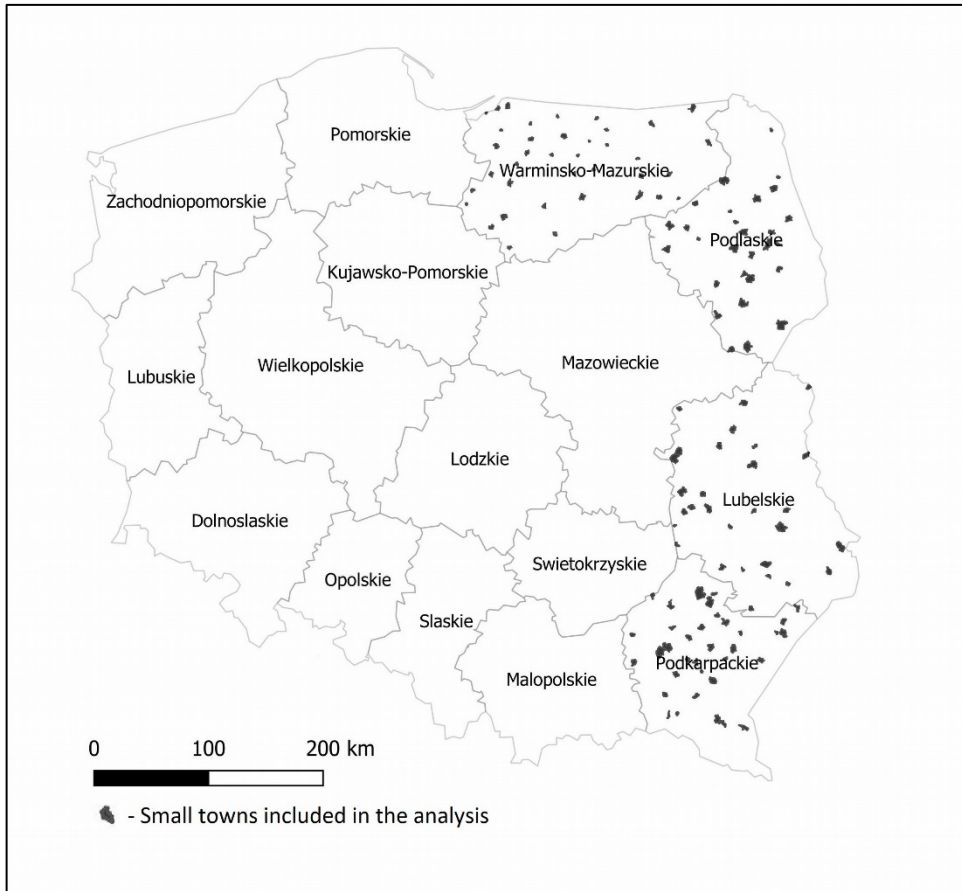 Pomorskie
Warminsko-Mazurskie
Zachodniopomorskie
Podlaskie
Kujawsko-Pomorskie
Mazowieckie
Wielkopolskie
Lubuskie
Lodzkie
Lubelskie
Dolnoslaskie
Swietokrzyskie
Opolskie
Slaskie
Podkarpackie
Malopolskie
0 100 200 km
- Small towns included in the analysis